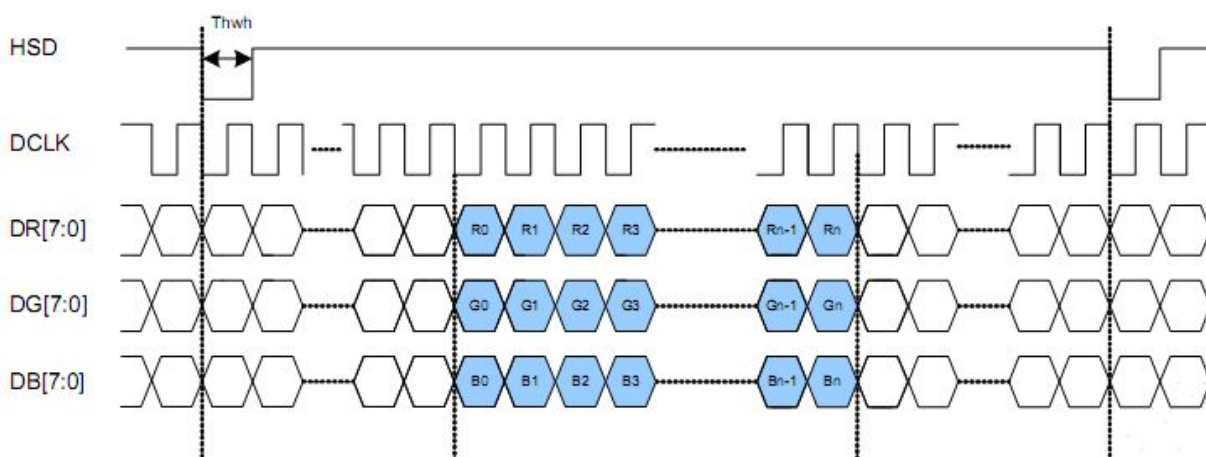 Thwh
HSD
DCLK
DR[7:0] R0 R1 R2 R3 Rn-1 Rn
DG[7:0] G0 G1 G2 G3 Gn-1 Gn
DB[7:0] B0 B1 B2 B3 Bn-1 Bn